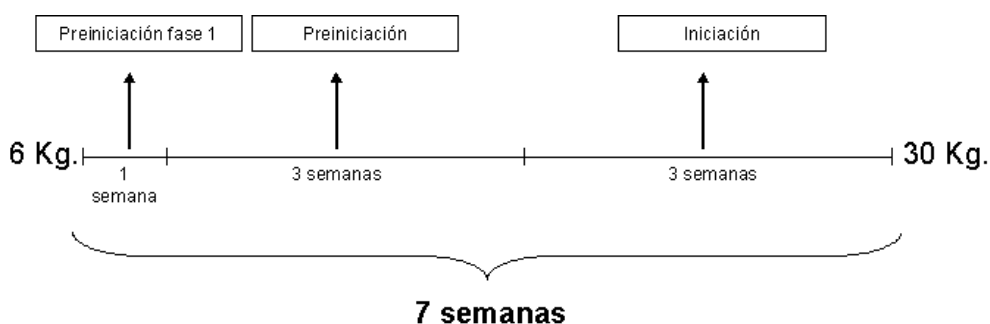 Preiniciación fase 1
Preiniciación
Iniciación
6 Kg.
30 Kg.
1
semana
3 semanas
3 semanas
7 semanas